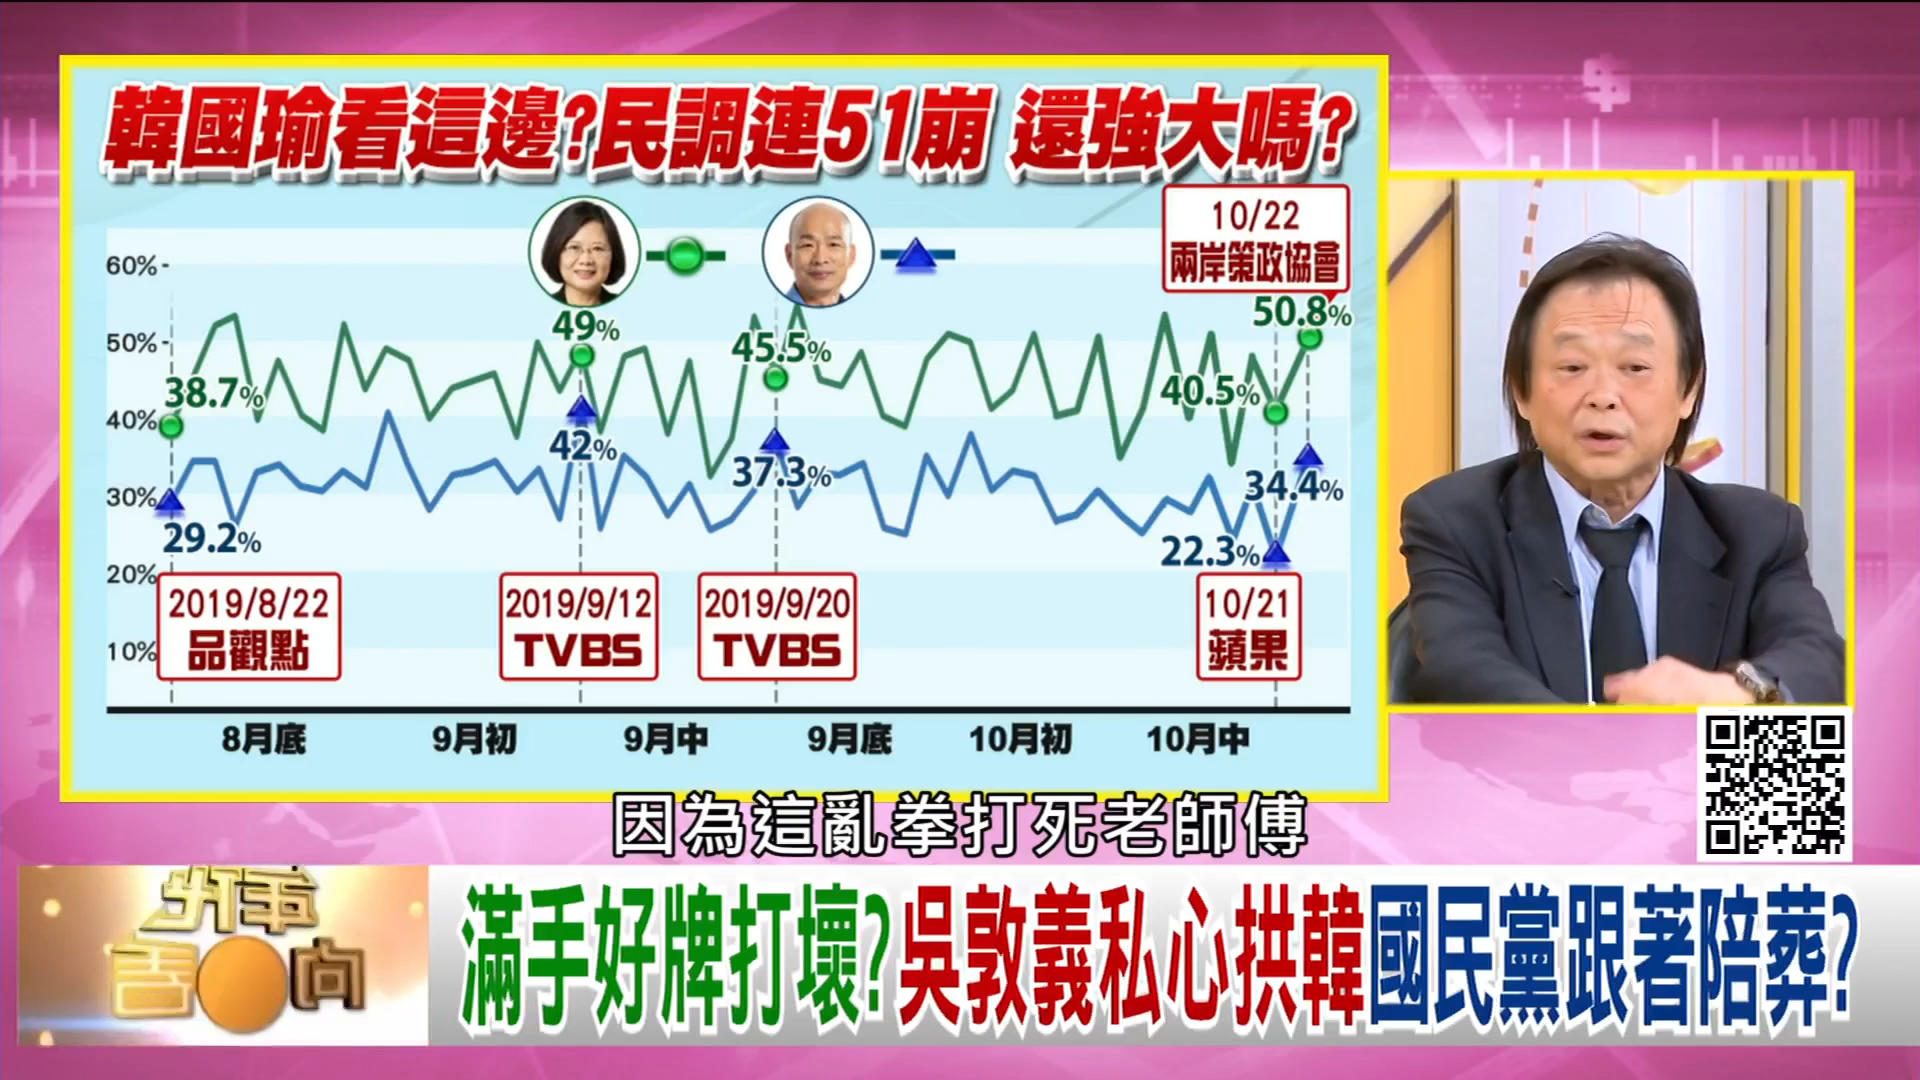 韓國瑜看這邊?民調連51崩 還強大嗎?
10/22
兩岸策政協會
60%
50%
40%
30%
20%
10%
38.7%
49%
45.5%
40.5%
50.8%
29.2%
42%
37.3%
22.3%
34.4%
2019/8/22
品觀點
2019/9/12
TVBS
2019/9/20
TVBS
10/21
蘋果
8月底
9月初
9月中
9月底
10月初
10月中
因為這亂拳打死老師傅
滿手好牌打壞?吳敦義私心拱韓國民黨跟著陪葬?